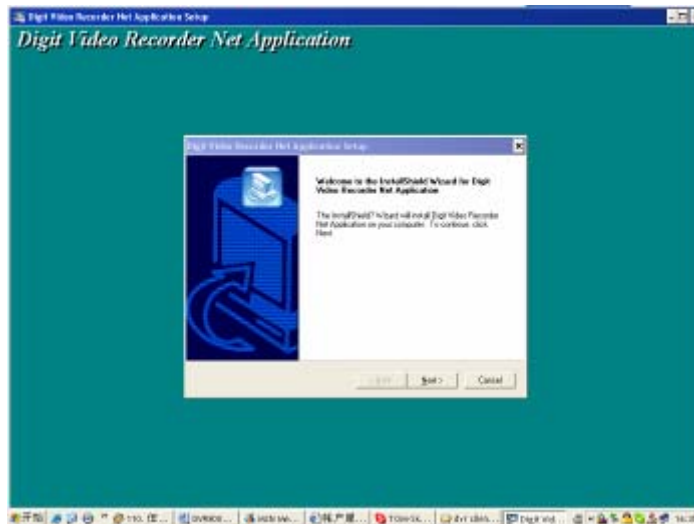 Digit Video Recorder Net Application Setup
Digit Video Recorder Net Application
Digit Video Recorder Net Application Setup
Welcome to the InstallShield Wizard for Digit
Video Recorder Net Application
The InstallShield? Wizard will install Digit Video Recorder
Net Application on your computer. To continue, click
Next
Next >
Cancel
开始